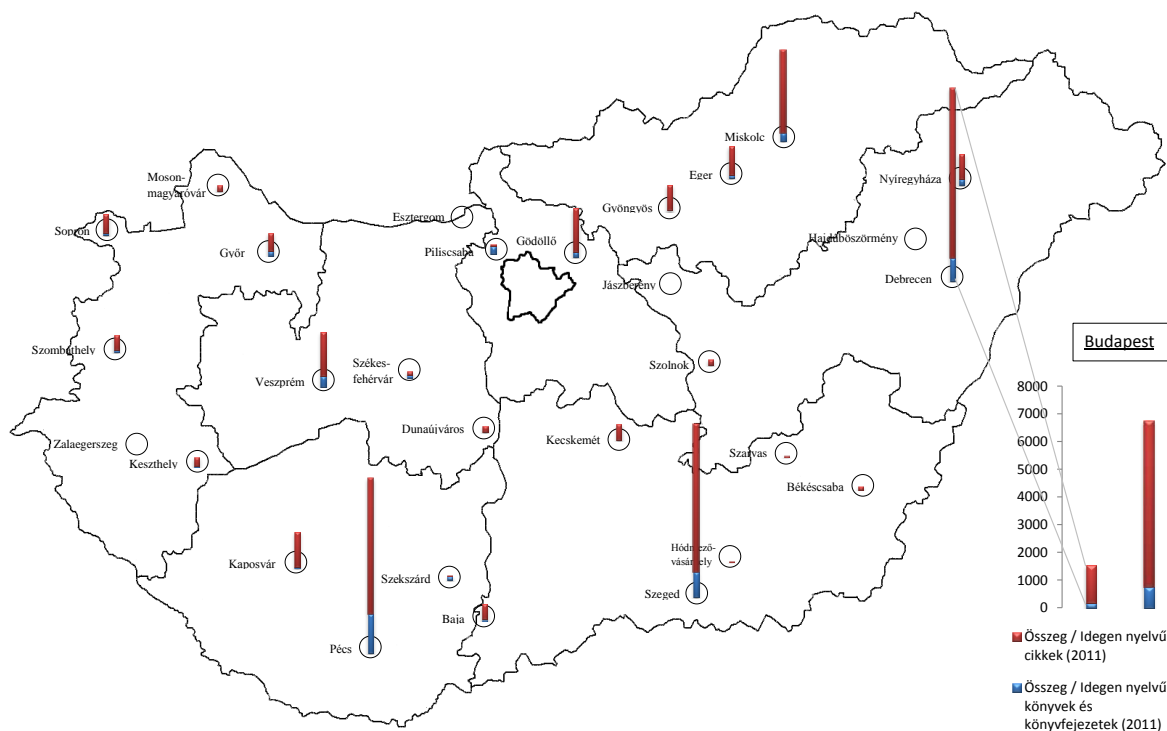 Miskolc
Eger
Nyíregyháza
Moson-
magyaróvár
Gyöngyös
Esztergom
Sopron
Hajdúböszörmény
Győr
Piliscsaba
Gödöllő
Debrecen
Jászberény
Budapest
Szombathely
Székes-
fehérvár
Szolnok
Veszprém
8000
7000
6000
5000
4000
3000
2000
1000
0
Dunaújváros
Kecskemét
Zalaegerszeg
Keszthely
Szarvas
Békéscsaba
Hódmező-
vásárhely
Kaposvár
Szekszárd
Szeged
Baja
Pécs
Összeg / Idegen nyelvű
cikkek (2011)
Összeg / Idegen nyelvű
könyvek és
könyvfejezetek (2011)